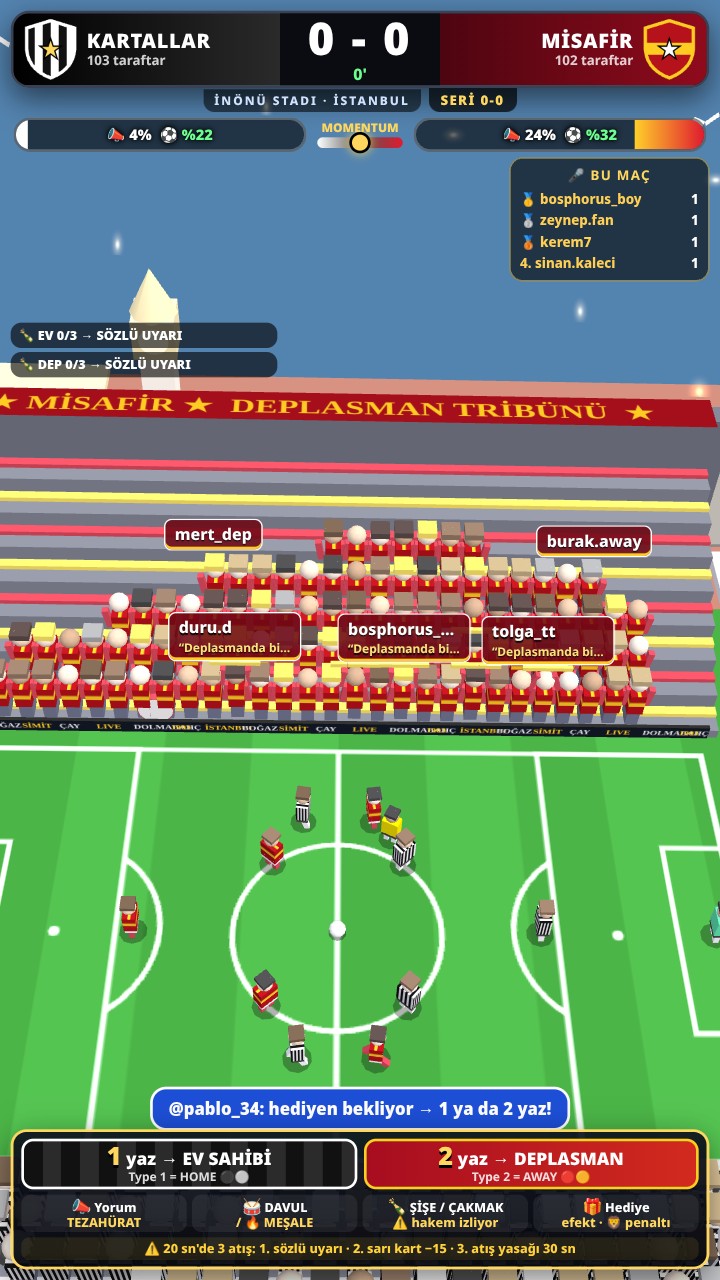 KARTALLAR
103 taraftar
0 - 0
0'
MİSAFİR
102 taraftar
İNÖNÜ STADI · İSTANBUL
SERİ 0-0
4% %22
MOMENTUM
24% %32
BU MAÇ
bosphorus_boy 1
zeynep.fan 1
kerem7 1
4. sinan.kaleci 1
EV 0/3 → SÖZLÜ UYARI
DEP 0/3 → SÖZLÜ UYARI
★ MİSAFİR ★ DEPLASMAN TRİBÜNÜ ★
mert_dep
burak.away
duru.d
“Deplasmanda bi...
bosphorus_...
“Deplasmanda bi...
tolga_tt
“Deplasmanda bi...
SİMİT ÇAY LIVE ÇAY LIVE SİMİT ÇAY LIVE
@pablo_34: hediyen bekliyor → 1 ya da 2 yaz!
1 yaz → EV SAHİBİ
Type 1 = HOME
2 yaz → DEPLASMAN
Type 2 = AWAY
Yorum
TEZAHÜRAT
DAVUL
/ MEŞALE
ŞİŞE / ÇAKMAK
hakem izliyor
Hediye
efekt · penaltı
20 sn'de 3 atış: 1. sözlü uyarı · 2. sarı kart −15 · 3. atış yasağı 30 sn